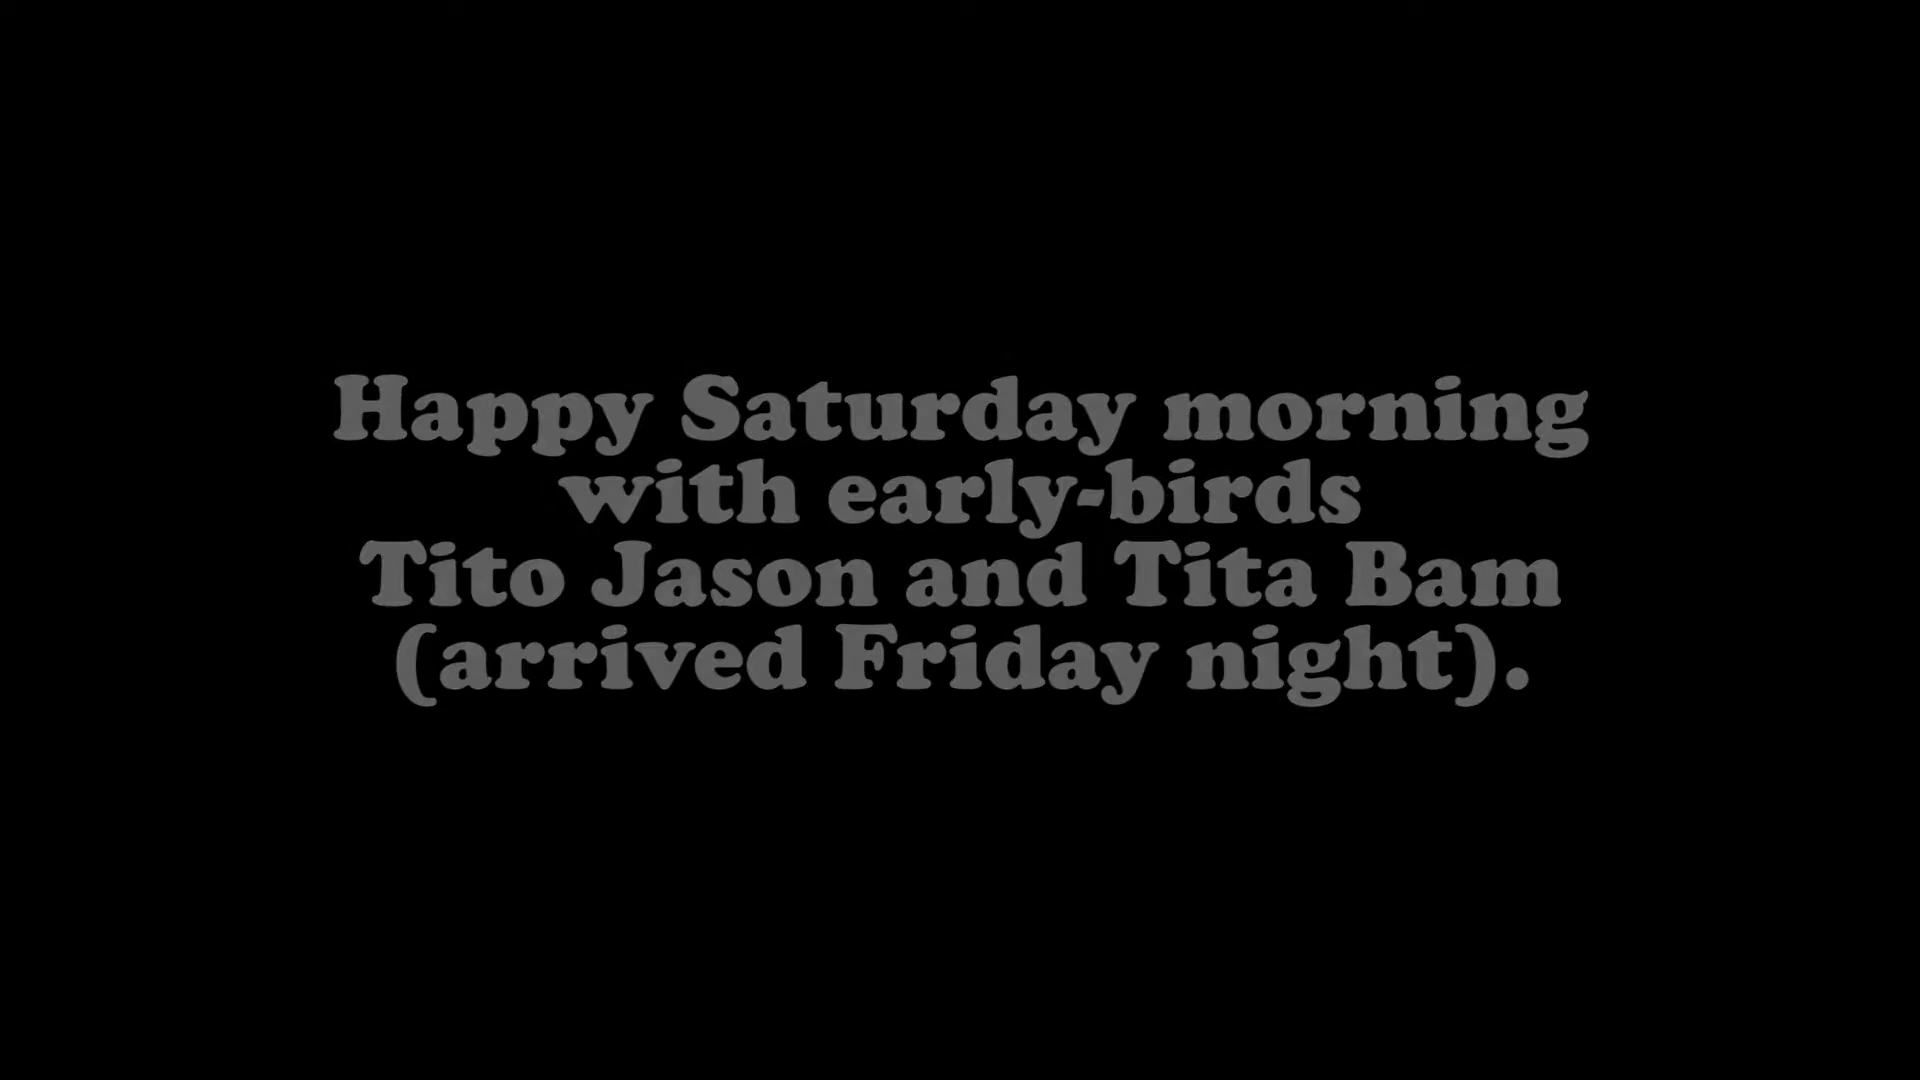 Happy Saturday morning
with early-birds
Tito Jason and Tita Bam
(arrived Friday night).